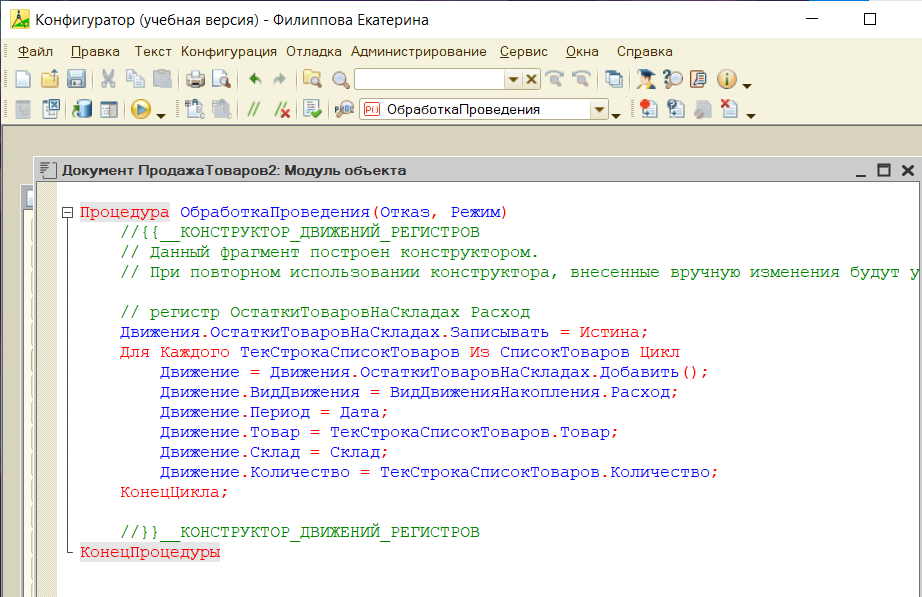 Конфигуратор (учебная версия) - Филиппова Екатерина
Файл Правка Текст Конфигурация Отладка Администрирование Сервис Окна Справка
ОбработкаПроведения
Документ ПродажаТоваров2: Модуль объекта
Процедура ОбработкаПроведения(Отказ, Режим)
//{{__КОНСТРУКТОР_ДВИЖЕНИЙ_РЕГИСТРОВ
// Данный фрагмент построен конструктором.
// При повторном использовании конструктора, внесенные вручную изменения будут у
// регистр ОстаткиТоваровНаСкладах Расход
Движения.ОстаткиТоваровНаСкладах.Записывать = Истина;
Для Каждого ТекСтрокаСписокТоваров Из СписокТоваров Цикл
Движение = Движения.ОстаткиТоваровНаСкладах.Добавить();
Движение.ВидДвижения = ВидДвиженияНакопления.Расход;
Движение.Период = Дата;
Движение.Товар = ТекСтрокаСписокТоваров.Товар;
Движение.Склад = Склад;
Движение.Количество = ТекСтрокаСписокТоваров.Количество;
КонецЦикла;
//}}__КОНСТРУКТОР_ДВИЖЕНИЙ_РЕГИСТРОВ
КонецПроцедуры